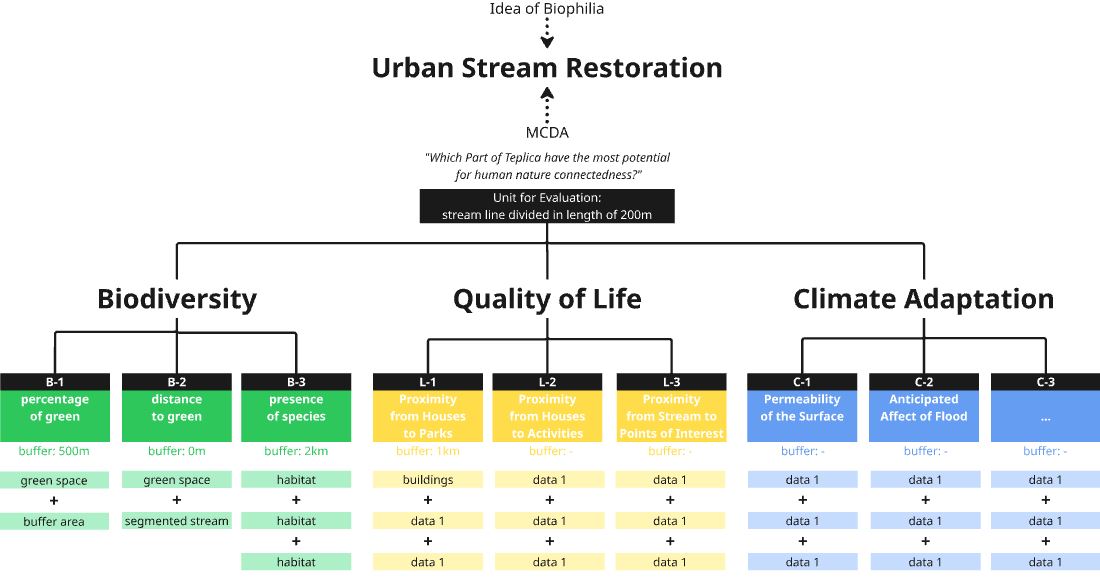 Idea of Biophilia
Urban Stream Restoration
MCDA
"Which Part of Teplica have the most potential
for human nature connectedness?"
Unit for Evaluation:
stream line divided in length of 200m
Biodiversity
Quality of Life
Climate Adaptation
B-1
percentage
of green
buffer: 500m
green space
+
buffer area
B-2
distance
to green
buffer: 0m
green space
+
segmented stream
B-3
presence
of species
buffer: 2km
habitat
+
habitat
+
habitat
L-1
Proximity
from Houses
to Parks
buffer: 1km
buildings
+
data 1
+
data 1
L-2
Proximity
from Houses
to Activities
buffer: -
data 1
+
data 1
+
data 1
L-3
Proximity
from Stream to
Points of Interest
buffer: -
data 1
+
data 1
+
data 1
C-1
Permeability
of the Surface
buffer: -
data 1
+
data 1
+
data 1
C-2
Anticipated
Affect of Flood
buffer: -
data 1
+
data 1
+
data 1
C-3
...
buffer: -
data 1
+
data 1
+
data 1